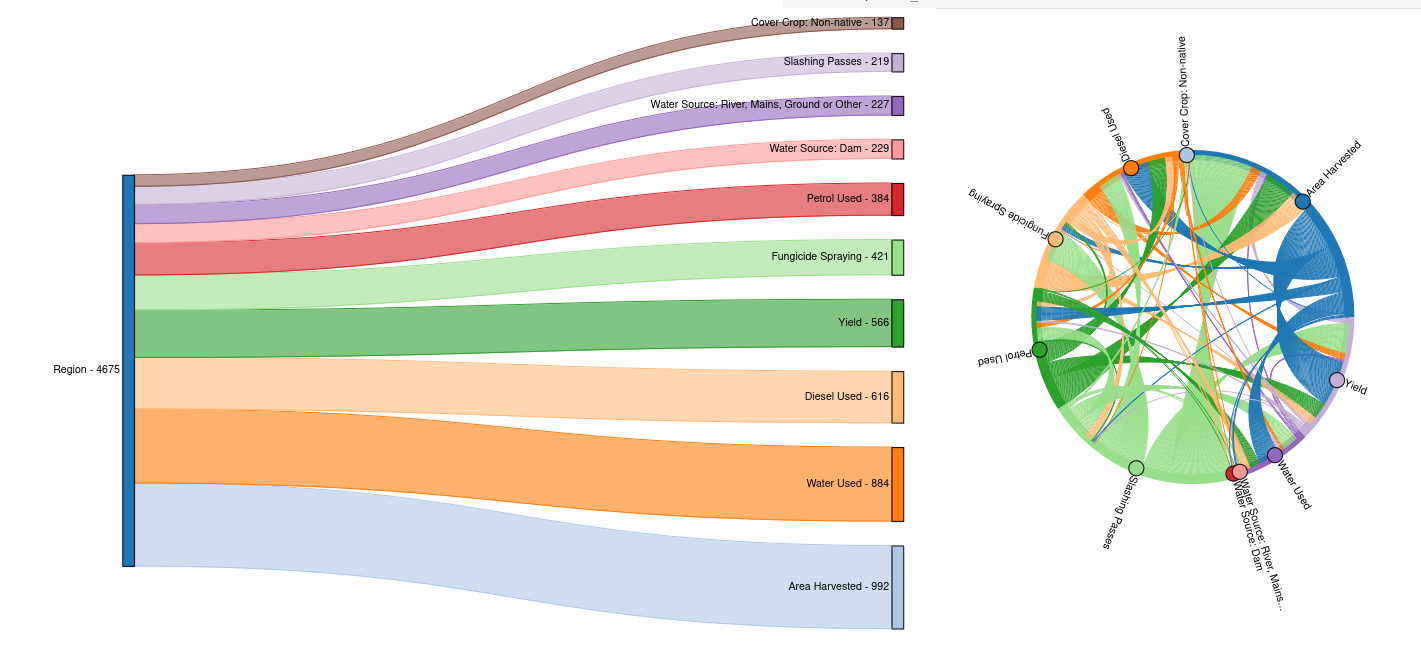 Cover Crop: Non-native - 137
Slashing Passes - 219
Water Source: River, Mains, Ground or Other - 227
Water Source: Dam - 229
Petrol Used - 384
Fungicide Spraying - 421
Yield - 566
Region - 4675
Diesel Used - 616
Water Used - 884
Area Harvested - 992
Cover Crop: Non-native
Area Harvested
Diesel Used
Fungicide Spraying
Petrol Used
Yield
Slashing Passes
Water Used
Water Source: River, Mains...
Water Source: Dam